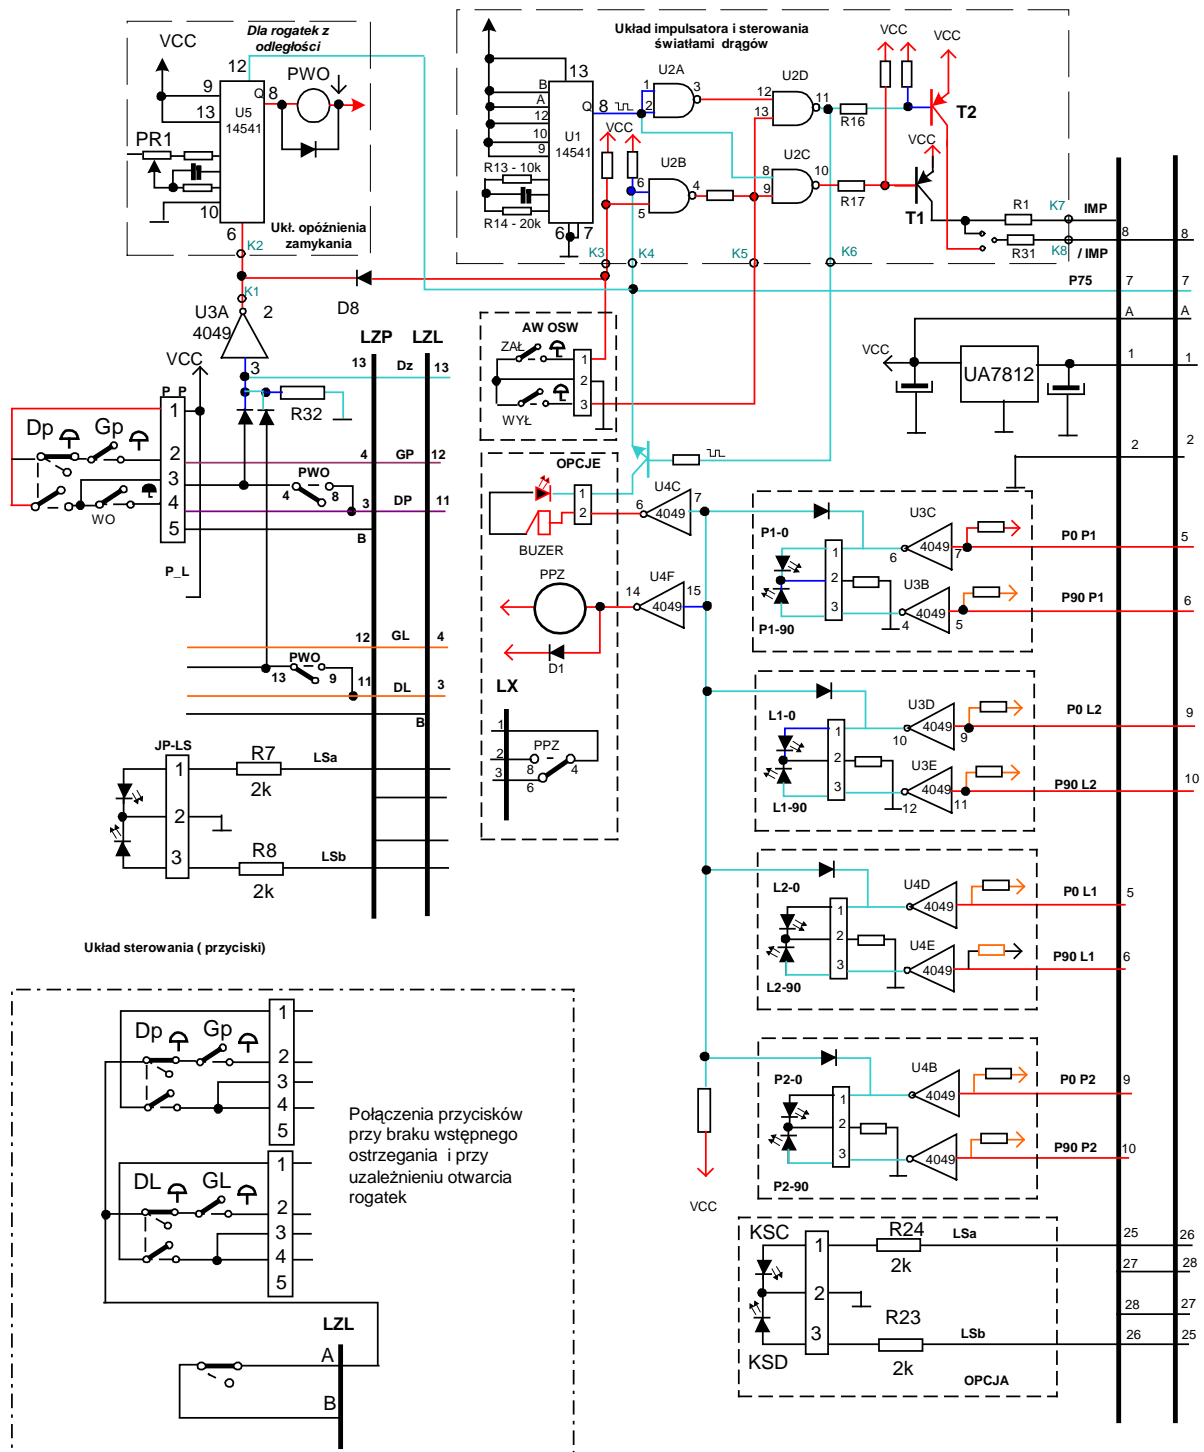 Dla rogatek z
odległości
VCC
12
PWO
9
Q
8
13
U5
14541
PR1
10
6
Ukł. opóźnienia
zamykania
K2
Układ impulsatora i sterowania
światłami drągów
13
B
A
12
10
9
Q
8
U1
14541
R13 - 10k
R14 - 20k
6
7
U2A
1
2
3
VCC
U2B
6
5
4
U2D
12
13
11
U2C
8
9
10
R16
R17
VCC
VCC
VCC
T2
T1
R1
R31
K7
K8
IMP
/ IMP
K3
K4
K5
K6
8
8
P75
7
7
A
A
1
1
2
2
VCC
UA7812
K1
U3A
2
4049
3
D8
VCC
P_P
1
2
3
4
5
P_L
Dp
Gp
WO
R32
LZP
LZL
13
Dz
13
4
GP
12
PWO
4
8
3
DP
11
B
12
GL
4
PWO
13
9
11
DL
3
B
JP-LS
1
2
3
R7
2k
LSa
R8
2k
LSb
AW OSW
ZAŁ
WYŁ
1
2
3
OPCJE
1
2
BUZER
U4C
6
4049
7
PPZ
U4F
14
4049
15
D1
LX
1
2
3
PPZ
8
6
4
P1-0
P1-90
1
2
3
U3C
6
4049
7
U3B
4
4049
5
P0 P1
5
P90 P1
6
L1-0
L1-90
1
2
3
U3D
10
4049
9
U3E
12
4049
11
P0 L2
9
P90 L2
10
L2-0
L2-90
1
2
3
U4D
4049
U4E
4049
P0 L1
5
P90 L1
6
P2-0
P2-90
1
2
3
U4B
4049
4049
P0 P2
9
P90 P2
10
VCC
KSC
KSD
1
2
3
R24
2k
LSa
R23
2k
LSb
OPCJA
25
26
27
28
28
27
26
25
Układ sterowania ( przyciski)
Dp
Gp
1
2
3
4
5
DL
GL
1
2
3
4
5
Połączenia przycisków
przy braku wstępnego
ostrzegania i przy
uzależnieniu otwarcia
rogatek
LZL
A
B